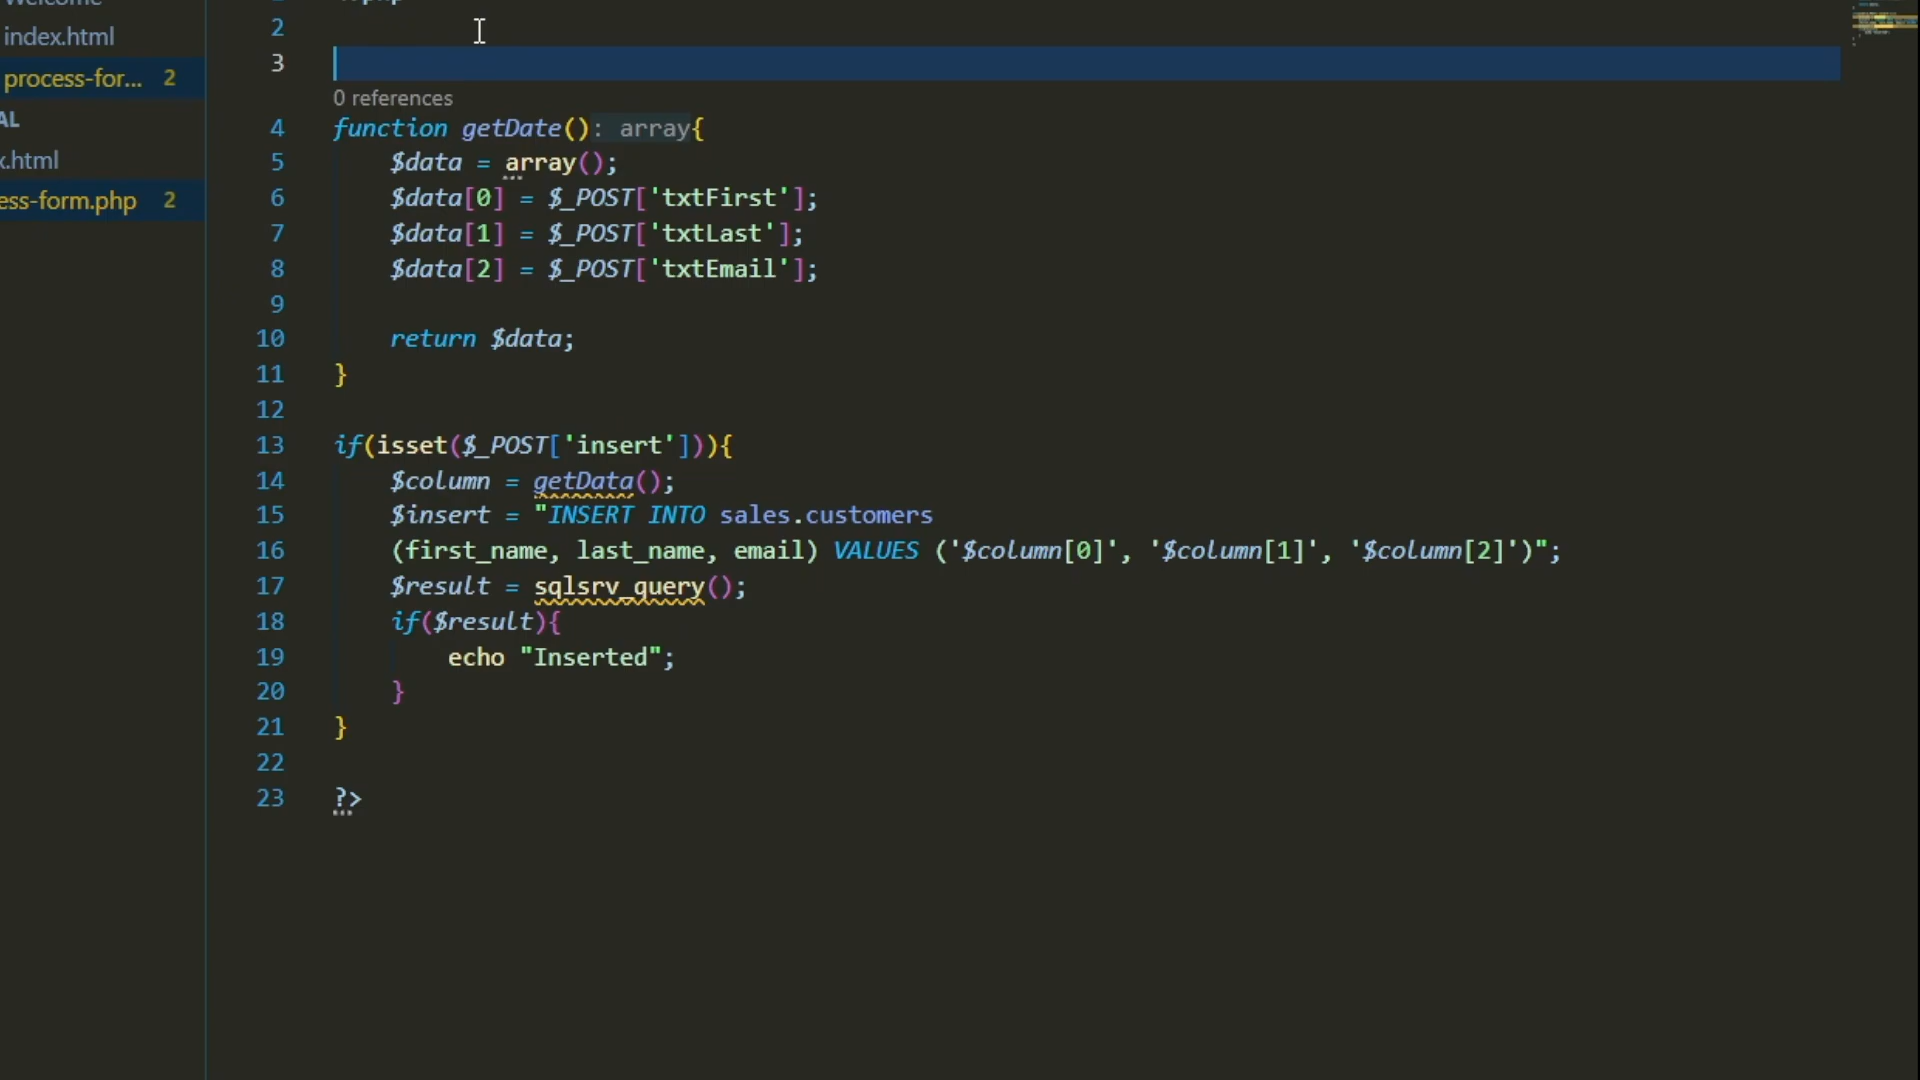 Welcome
index.html
process-for... 2
AL
x.html
ess-form.php 2
2
3
0 references
4 function getDate(): array{
5 $data = array();
6 $data[0] = $_POST['txtFirst'];
7 $data[1] = $_POST['txtLast'];
8 $data[2] = $_POST['txtEmail'];
9
10 return $data;
11 }
12
13 if(isset($_POST['insert'])){
14 $column = getData();
15 $insert = "INSERT INTO sales.customers
16 (first_name, last_name, email) VALUES ('$column[0]', '$column[1]', '$column[2]')";
17 $result = sqlsrv_query();
18 if($result){
19 echo "Inserted";
20 }
21 }
22
23 ?>